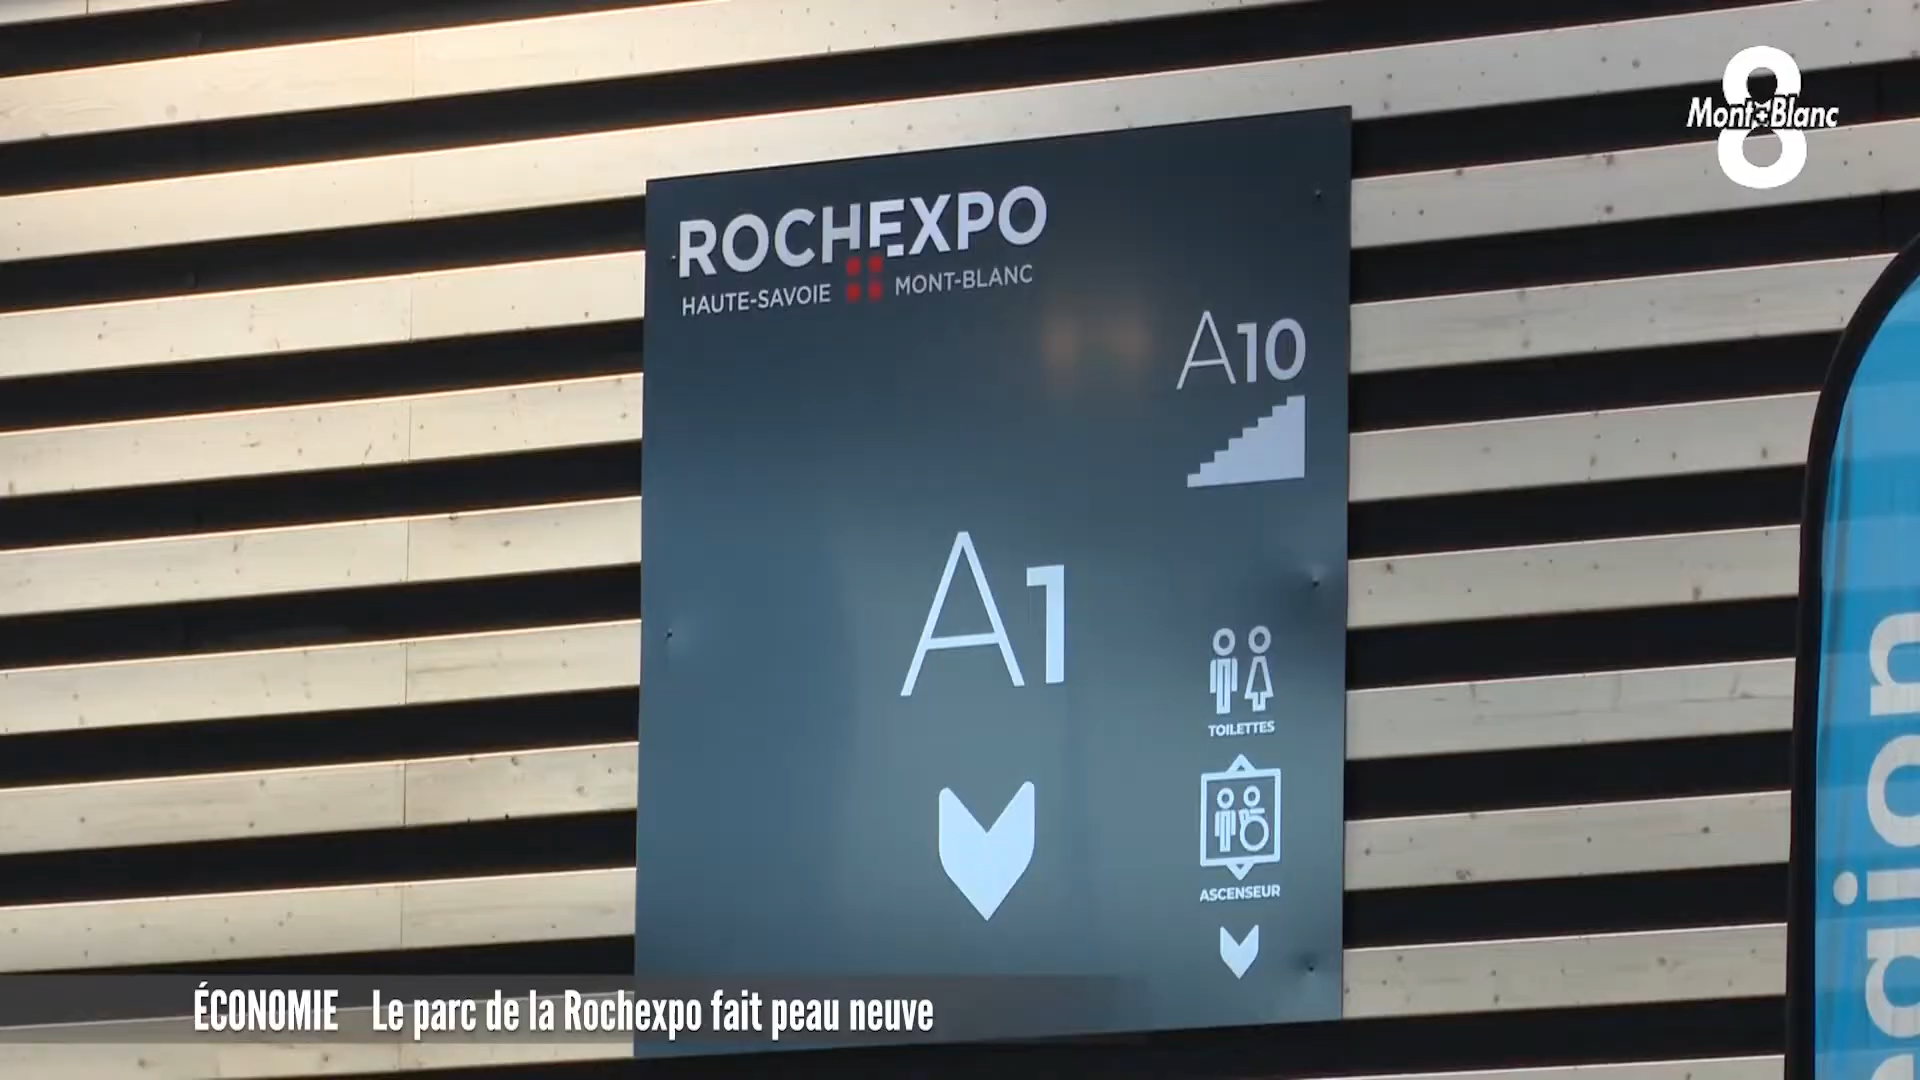 8
Mont-Blanc
ROCHEXPO
HAUTE-SAVOIE MONT-BLANC
A10
A1
TOILETTES
ASCENSEUR
ÉCONOMIE Le parc de la Rochexpo fait peau neuve